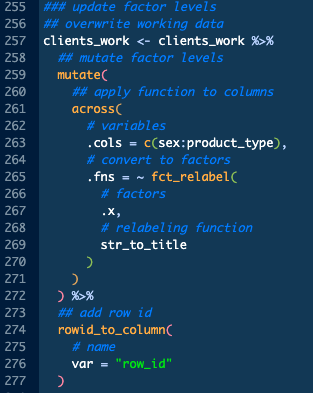 255 ### update factor levels
256 ## overwrite working data
257 clients_work <- clients_work %>%
258   ## mutate factor levels
259   mutate(
260     ## apply function to columns
261     across(
262       # variables
263       .cols = c(sex:product_type),
264       # convert to factors
265       .fns = ~ fct_relabel(
266         # factors
267         .x,
268         # relabeling function
269         str_to_title
270       )
271     )
272   ) %>%
273   ## add row id
274   rowid_to_column(
275     # name
276     var = "row_id"
277   )